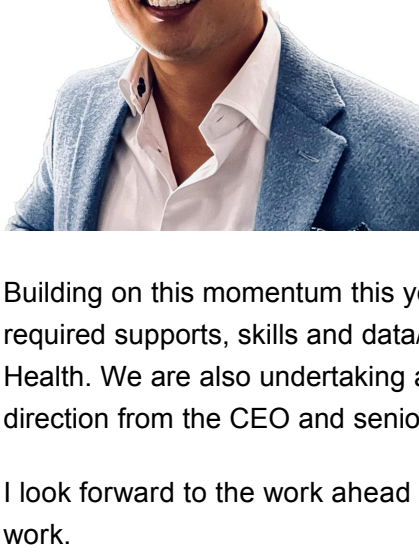 Building on this momentum this
required supports, skills and data/
Health. We are also undertaking
direction from the CEO and
I look forward to the work ahead
work.